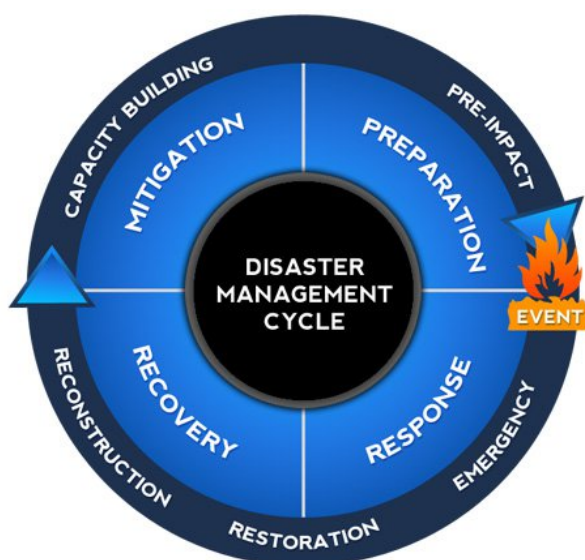 CAPACITY BUILDING
PRE-IMPACT
MITIGATION
PREPARATION
DISASTER
MANAGEMENT
CYCLE
EVENT
RECOVERY
RESPONSE
RECONSTRUCTION
EMERGENCY
RESTORATION